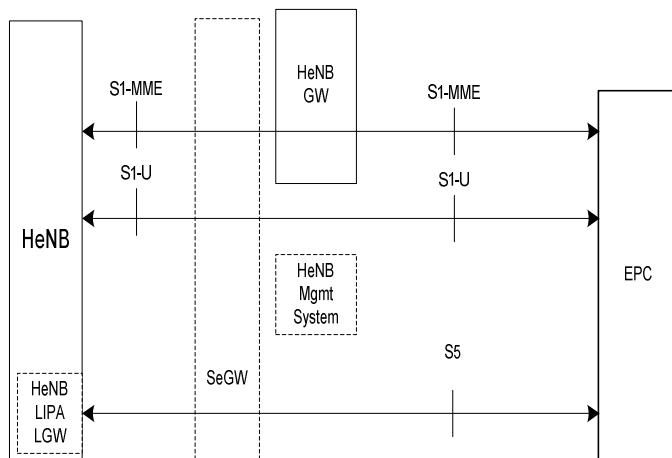 HeNB
GW
S1-MME
S1-MME
S1-U
S1-U
HeNB
EPC
HeNB
Mgmt
System
S5
SeGW
HeNB
LIPA
LGW